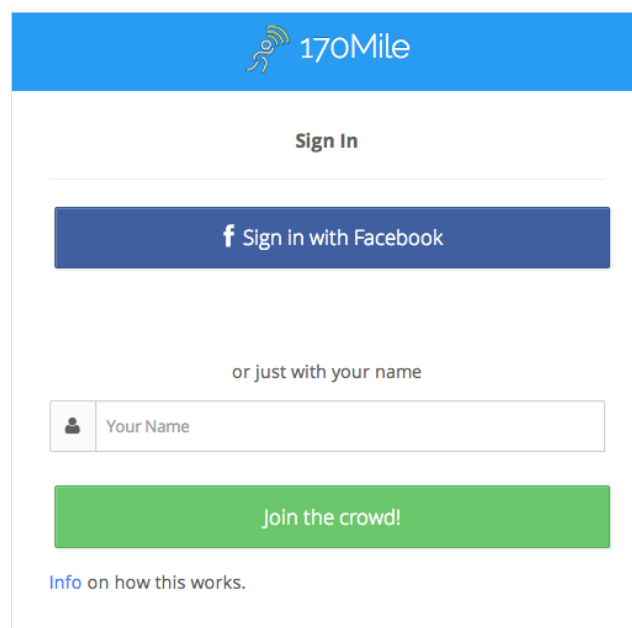 170Mile
Sign In
f Sign in with Facebook
or just with your name
Your Name
Join the crowd!
Info on how this works.